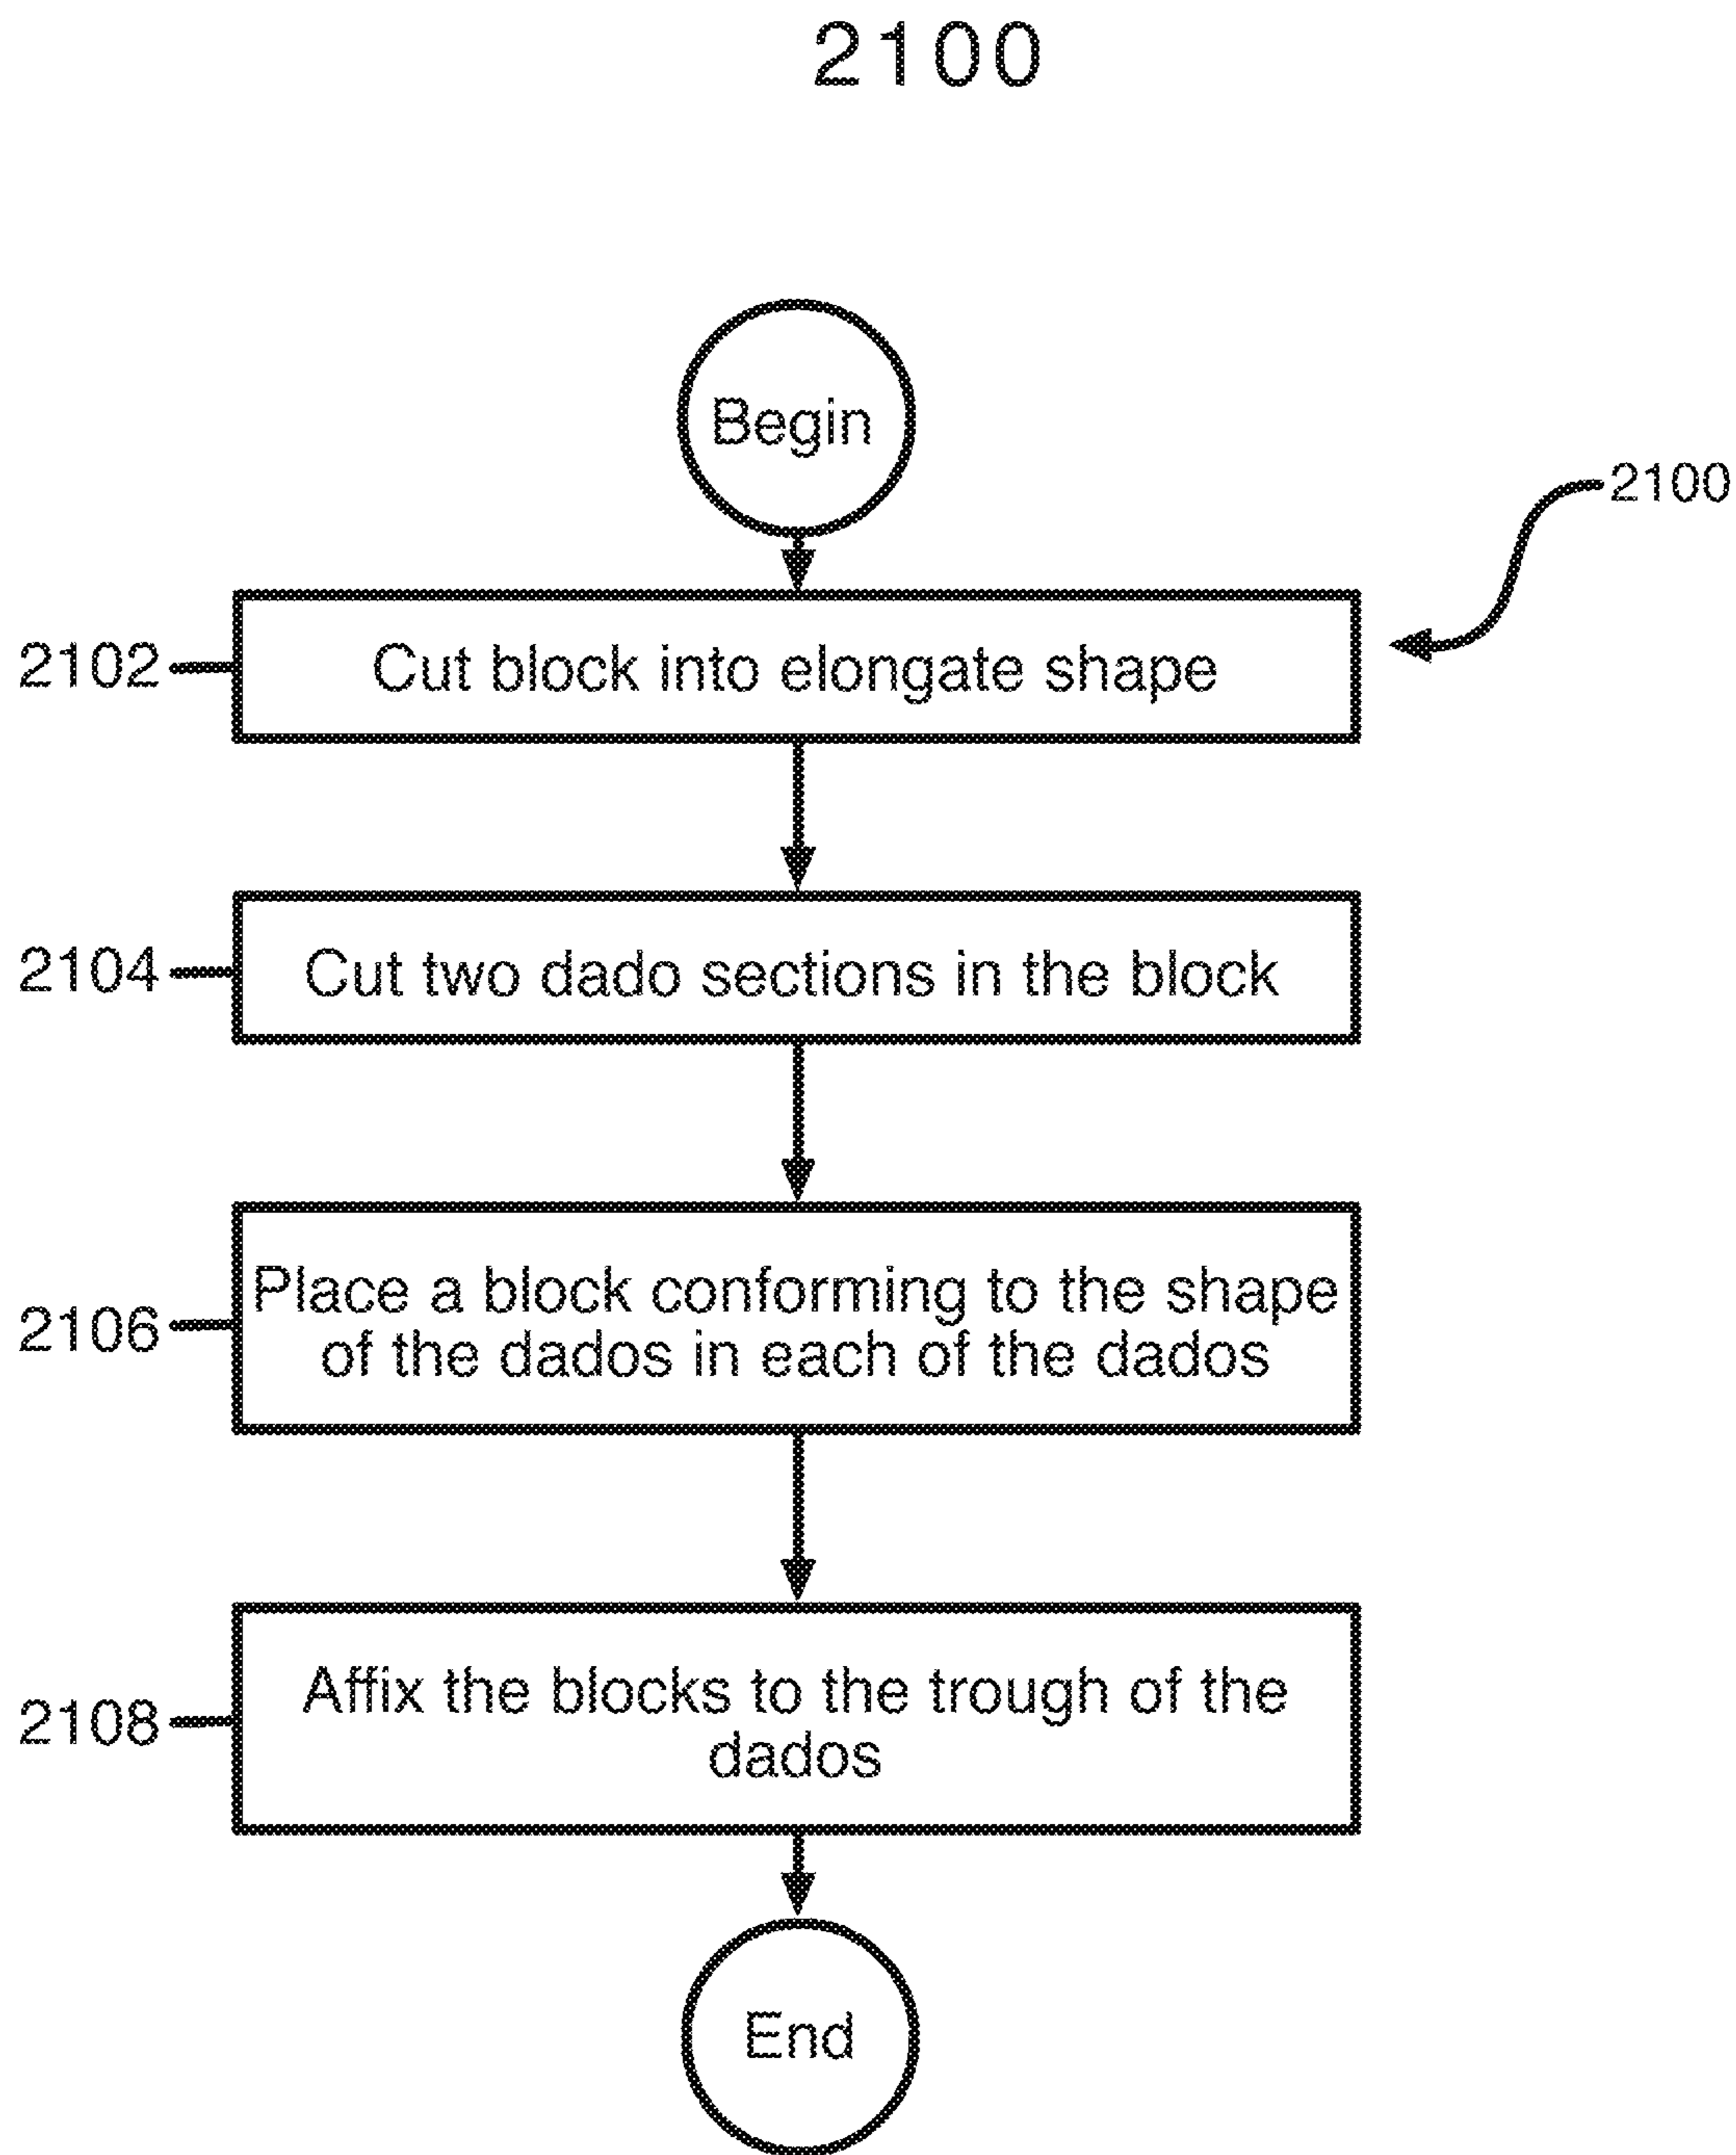 2100
Begin
2100
2102
Cut block into elongate shape
2104
Cut two dado sections in the block
2106
Place a block conforming to the shape
of the dados in each of the dados
2108
Affix the blocks to the trough of the
dados
End